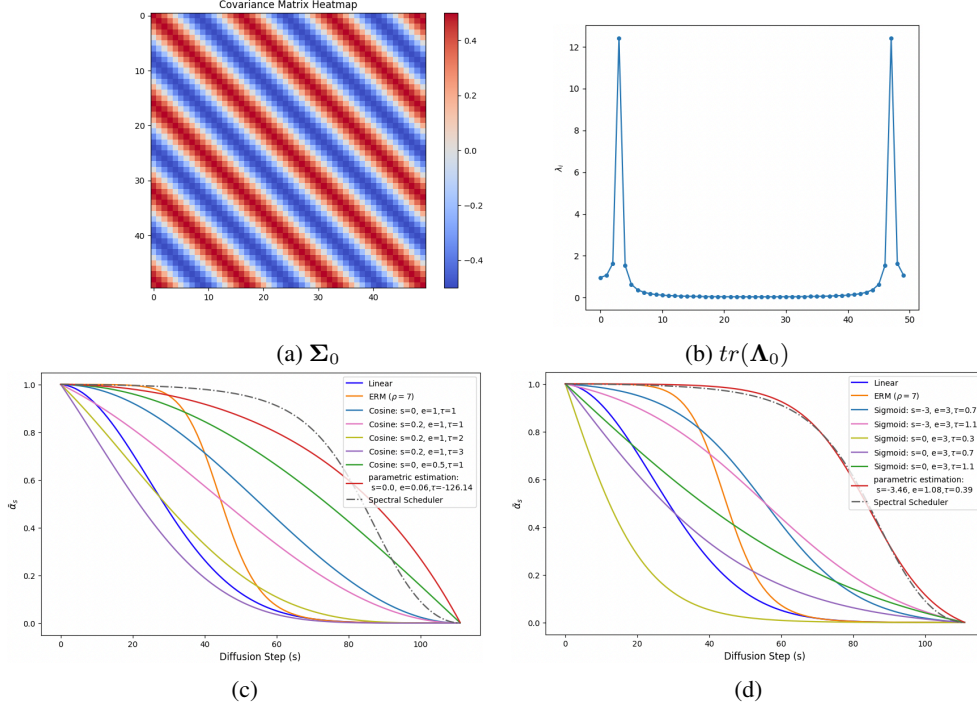 Covariance Matrix Heatmap
0
10
20
30
40
0 10 20 30 40
0.4
0.2
0.0
−0.2
−0.4
(a) Σ₀
12
10
8
6
4
2
0
λᵢ
0 10 20 30 40 50
(b) tr(Λ₀)
1.0
0.8
0.6
0.4
0.2
0.0
ᾱₛ
0 20 40 60 80 100
Diffusion Step (s)
Linear
ERM (ρ = 7)
Cosine: s=0, e=1,τ=1
Cosine: s=0.2, e=1,τ=1
Cosine: s=0.2, e=1,τ=2
Cosine: s=0.2, e=1,τ=3
Cosine: s=0, e=0.5,τ=1
parametric estimation:
s=0.0, e=0.06,τ=-126.14
Spectral Scheduler
(c)
1.0
0.8
0.6
0.4
0.2
0.0
ᾱₛ
0 20 40 60 80 100
Diffusion Step (s)
Linear
ERM (ρ = 7)
Sigmoid: s=-3, e=3,τ=0.7
Sigmoid: s=-3, e=3,τ=1.1
Sigmoid: s=0, e=3,τ=0.3
Sigmoid: s=0, e=3,τ=0.7
Sigmoid: s=0, e=3,τ=1.1
parametric estimation:
s=-3.46, e=1.08,τ=0.39
Spectral Scheduler
(d)